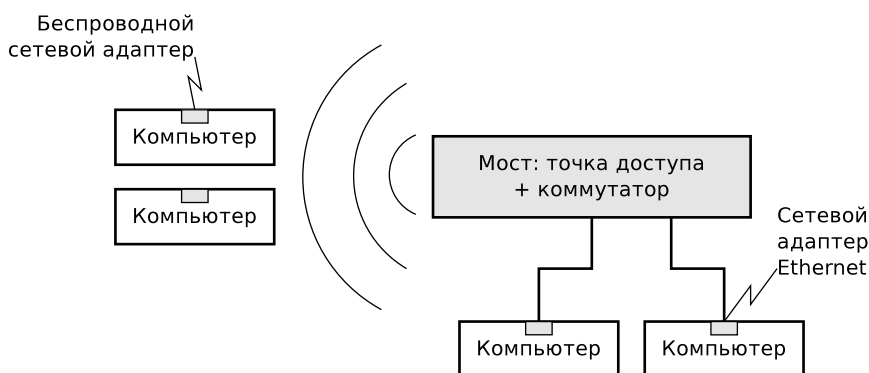 Беспроводной
сетевой адаптер
Компьютер
Компьютер
Мост: точка доступа
+ коммутатор
Сетевой
адаптер
Ethernet
Компьютер
Компьютер